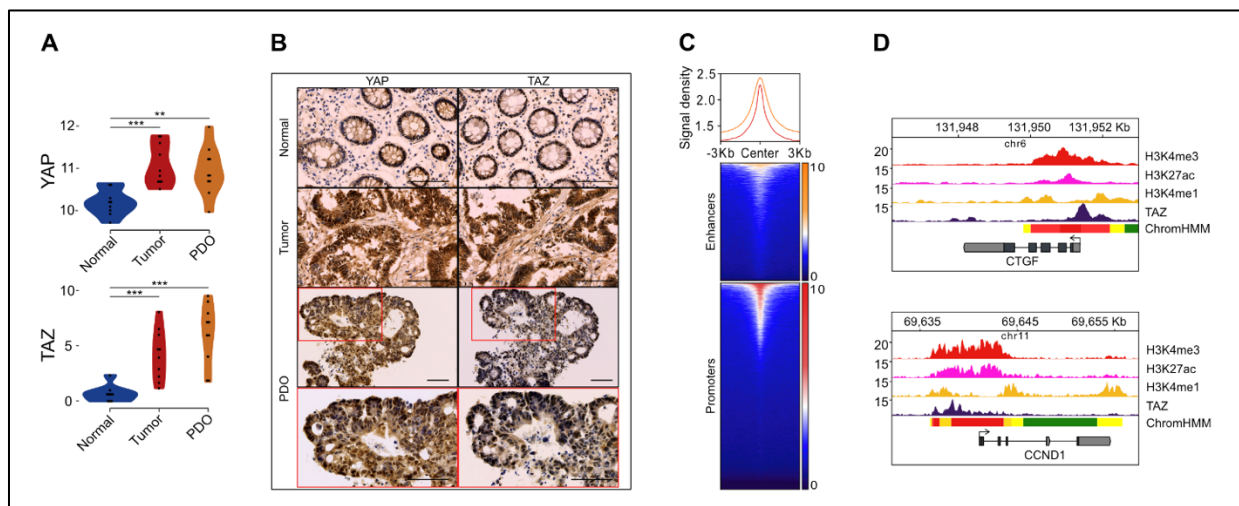 A
YAP
12
11
10
Normal
Tumor
PDO
**
***
TAZ
10
5
0
Normal
Tumor
PDO
***
***
B
YAP
TAZ
Normal
Tumor
PDO
C
Signal density
2.5
2.0
1.5
-3Kb Center 3Kb
Enhancers
10
0
Promoters
10
0
D
131,948 131,950 131,952 Kb
chr6
20 H3K4me3
15 H3K27ac
15 H3K4me1
15 TAZ
ChromHMM
CTGF
69,635 69,645 69,655 Kb
chr11
20 H3K4me3
15 H3K27ac
15 H3K4me1
15 TAZ
ChromHMM
CCND1